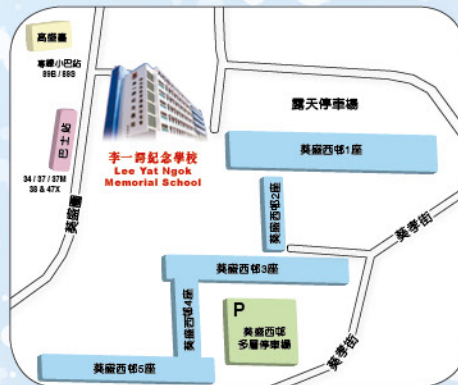 高盛臺
專線小巴站
89B / 89S
巴士站
34 / 37 / 37M
38 & 47X
葵盛圍
李一諤紀念學校
Lee Yat Ngok
Memorial School
露天停車場
葵盛西邨1座
葵盛西邨2座
葵孝街
葵盛西邨3座
葵盛西邨4座
P
葵盛西邨
多層停車場
葵孝街
葵盛西邨5座